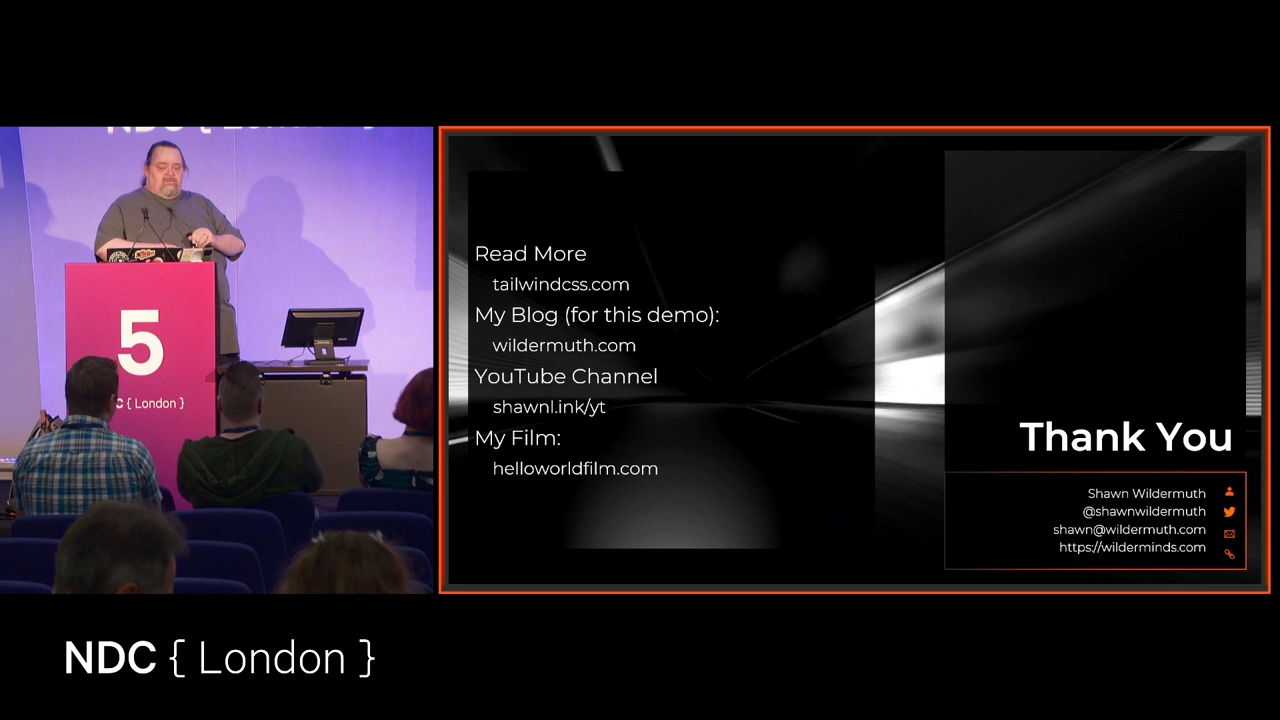 5
C { London }
Read More
tailwindcss.com
My Blog (for this demo):
wildermuth.com
YouTube Channel
shawnl.ink/yt
My Film:
helloworldfilm.com
Thank You
Shawn Wildermuth
@shawnwildermuth
shawn@wildermuth.com
https://wilderminds.com
NDC { London }